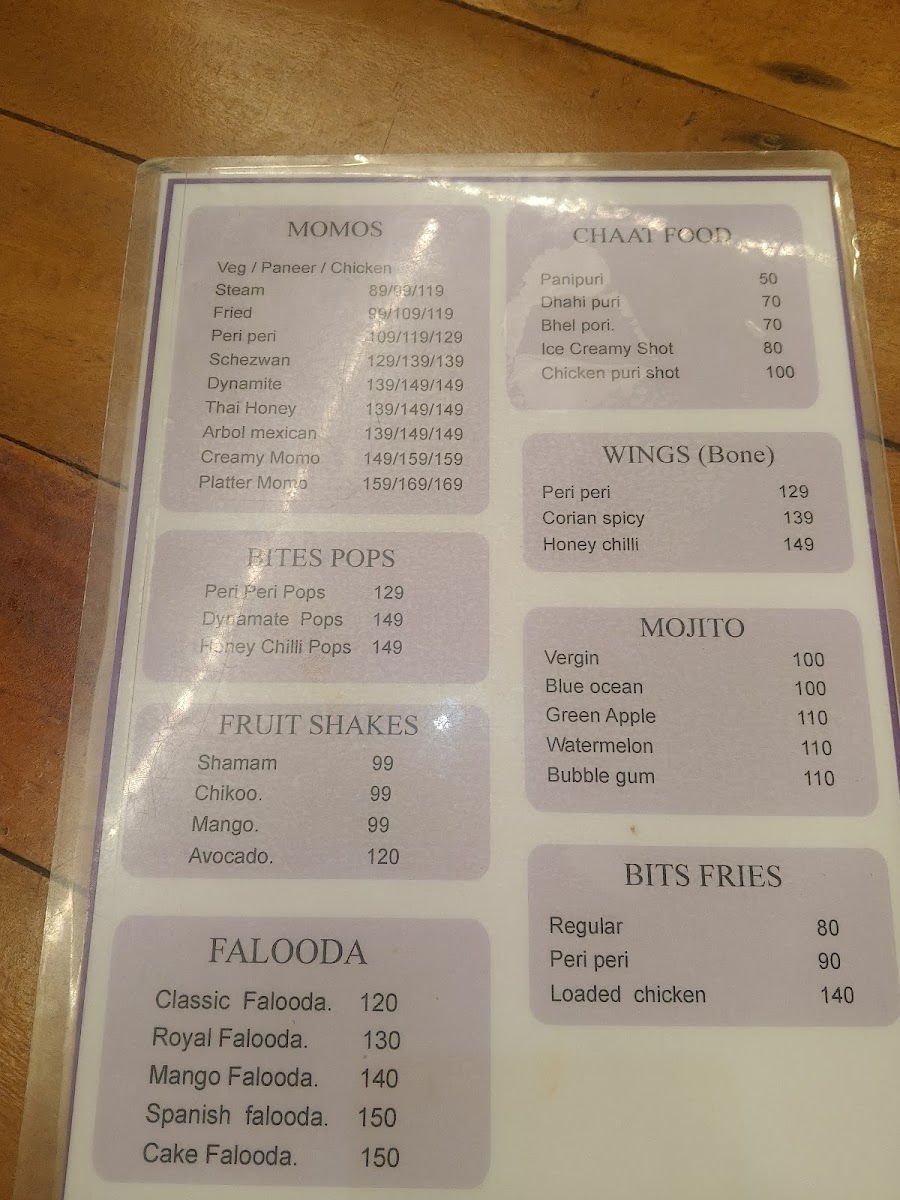 MOMOS
Veg / Paneer / Chicken
Steam 89/99/119
Fried 99/109/119
Peri peri 109/119/129
Schezwan 129/139/139
Dynamite 139/149/149
Thai Honey 139/149/149
Arbol mexican 139/149/149
Creamy Momo 149/159/159
Platter Momo 159/169/169
BITES POPS
Peri Peri Pops 129
Dynamate Pops 149
Honey Chilli Pops 149
FRUIT SHAKES
Shamam 99
Chikoo. 99
Mango. 99
Avocado. 120
FALOODA
Classic Falooda. 120
Royal Falooda. 130
Mango Falooda. 140
Spanish falooda. 150
Cake Falooda. 150
CHAAT FOOD
Panipuri 50
Dhahi puri 70
Bhel pori. 70
Ice Creamy Shot 80
Chicken puri shot 100
WINGS (Bone)
Peri peri 129
Corian spicy 139
Honey chilli 149
MOJITO
Vergin 100
Blue ocean 100
Green Apple 110
Watermelon 110
Bubble gum 110
BITS FRIES
Regular 80
Peri peri 90
Loaded chicken 140